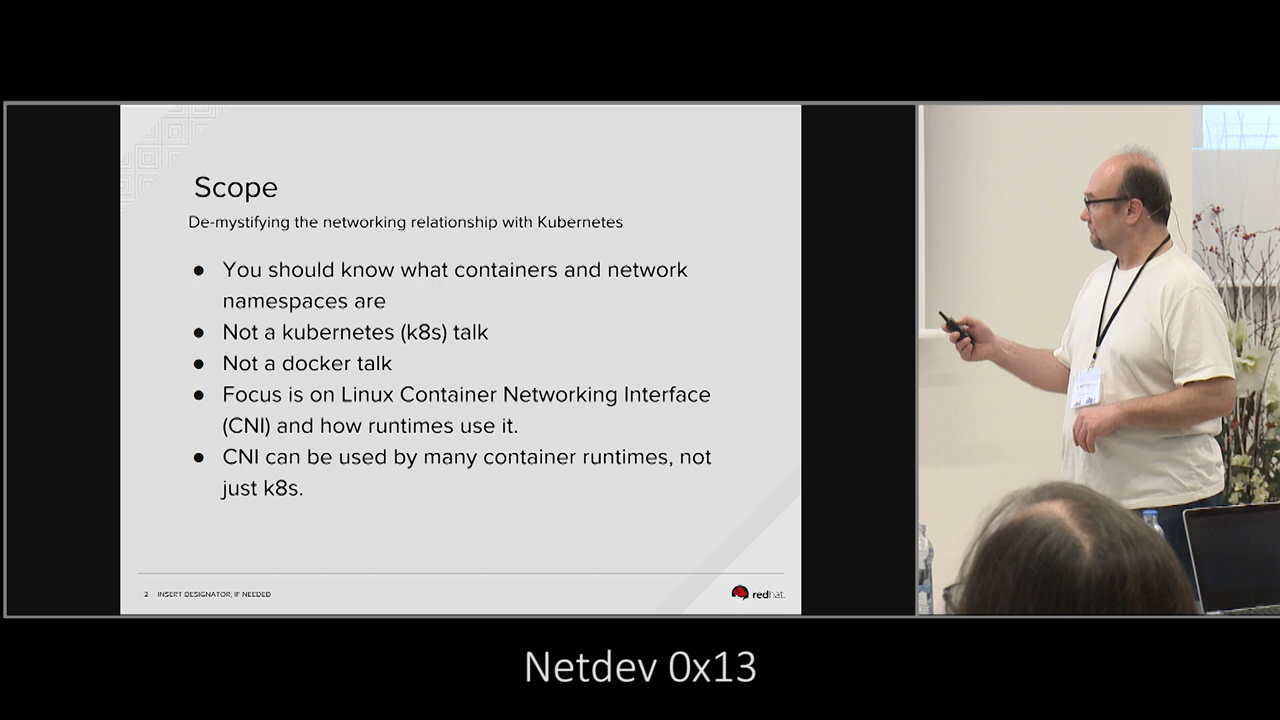 Scope
De-mystifying the networking relationship with Kubernetes
● You should know what containers and network
namespaces are
● Not a kubernetes (k8s) talk
● Not a docker talk
● Focus is on Linux Container Networking Interface
(CNI) and how runtimes use it.
● CNI can be used by many container runtimes, not
just k8s.
2 INSERT DESIGNATOR, IF NEEDED
redhat.
Netdev 0x13